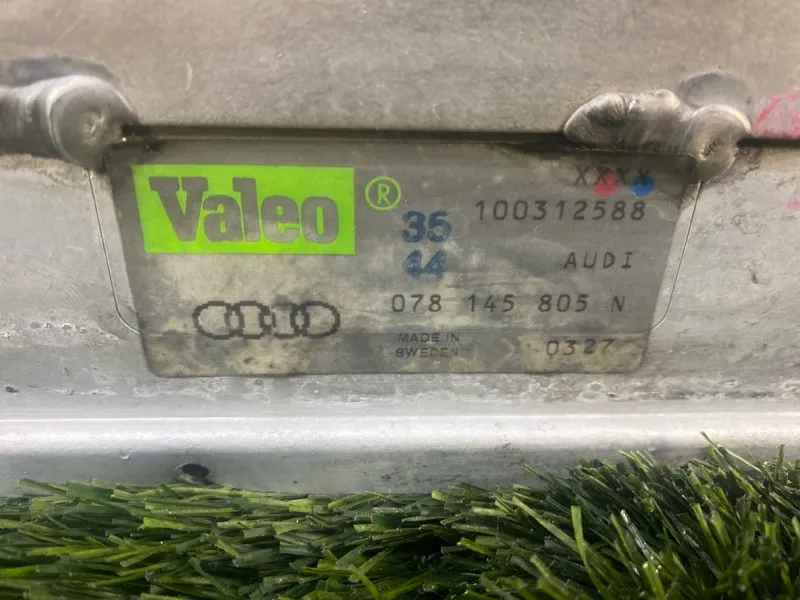 Valeo ®
XXXX
35 100312588
44 AUDI
078 145 805 N
MADE IN
SWEDEN 0327